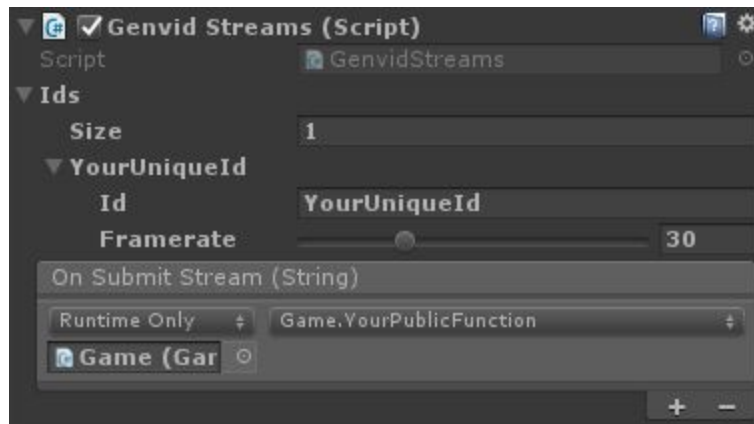 Genvid Streams (Script)
Script GenvidStreams
Ids
Size 1
YourUniqueId
Id YourUniqueId
Framerate 30
On Submit Stream (String)
Runtime Only Game.YourPublicFunction
Game (Gar
+ −